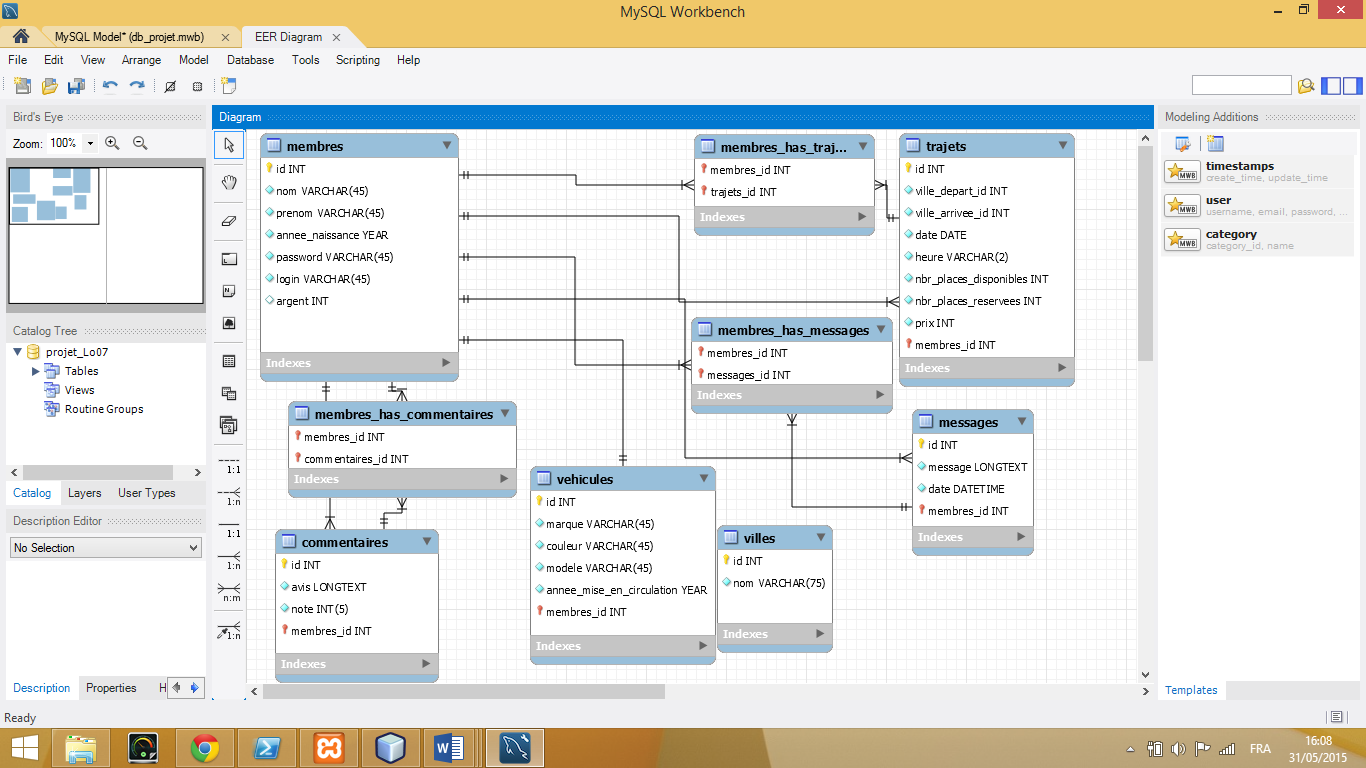 MySQL Workbench
MySQL Model* (db_projet.mwb)
EER Diagram
File Edit View Arrange Model Database Tools Scripting Help
Bird's Eye
Zoom: 100%
Catalog Tree
projet_Lo07
Tables
Views
Routine Groups
Catalog Layers User Types
Description Editor
No Selection
Description Properties H
Ready
1:1
1:n
1:1
1:n
n:m
1:n
Diagram
membres
id INT
nom VARCHAR(45)
prenom VARCHAR(45)
annee_naissance YEAR
password VARCHAR(45)
login VARCHAR(45)
argent INT
Indexes
membres_has_traj...
membres_id INT
trajets_id INT
Indexes
trajets
id INT
ville_depart_id INT
ville_arrivee_id INT
date DATE
heure VARCHAR(2)
nbr_places_disponibles INT
nbr_places_reservees INT
prix INT
membres_id INT
Indexes
membres_has_messages
membres_id INT
messages_id INT
Indexes
membres_has_commentaires
membres_id INT
commentaires_id INT
Indexes
messages
id INT
message LONGTEXT
date DATETIME
membres_id INT
Indexes
commentaires
id INT
avis LONGTEXT
note INT(5)
membres_id INT
Indexes
vehicules
id INT
marque VARCHAR(45)
couleur VARCHAR(45)
modele VARCHAR(45)
annee_mise_en_circulation YEAR
membres_id INT
Indexes
villes
id INT
nom VARCHAR(75)
Indexes
Modeling Additions
MWB
timestamps
create_time, update_time
MWB
user
username, email, password, ...
MWB
category
category_id, name
Templates
FRA
16:08
31/05/2015